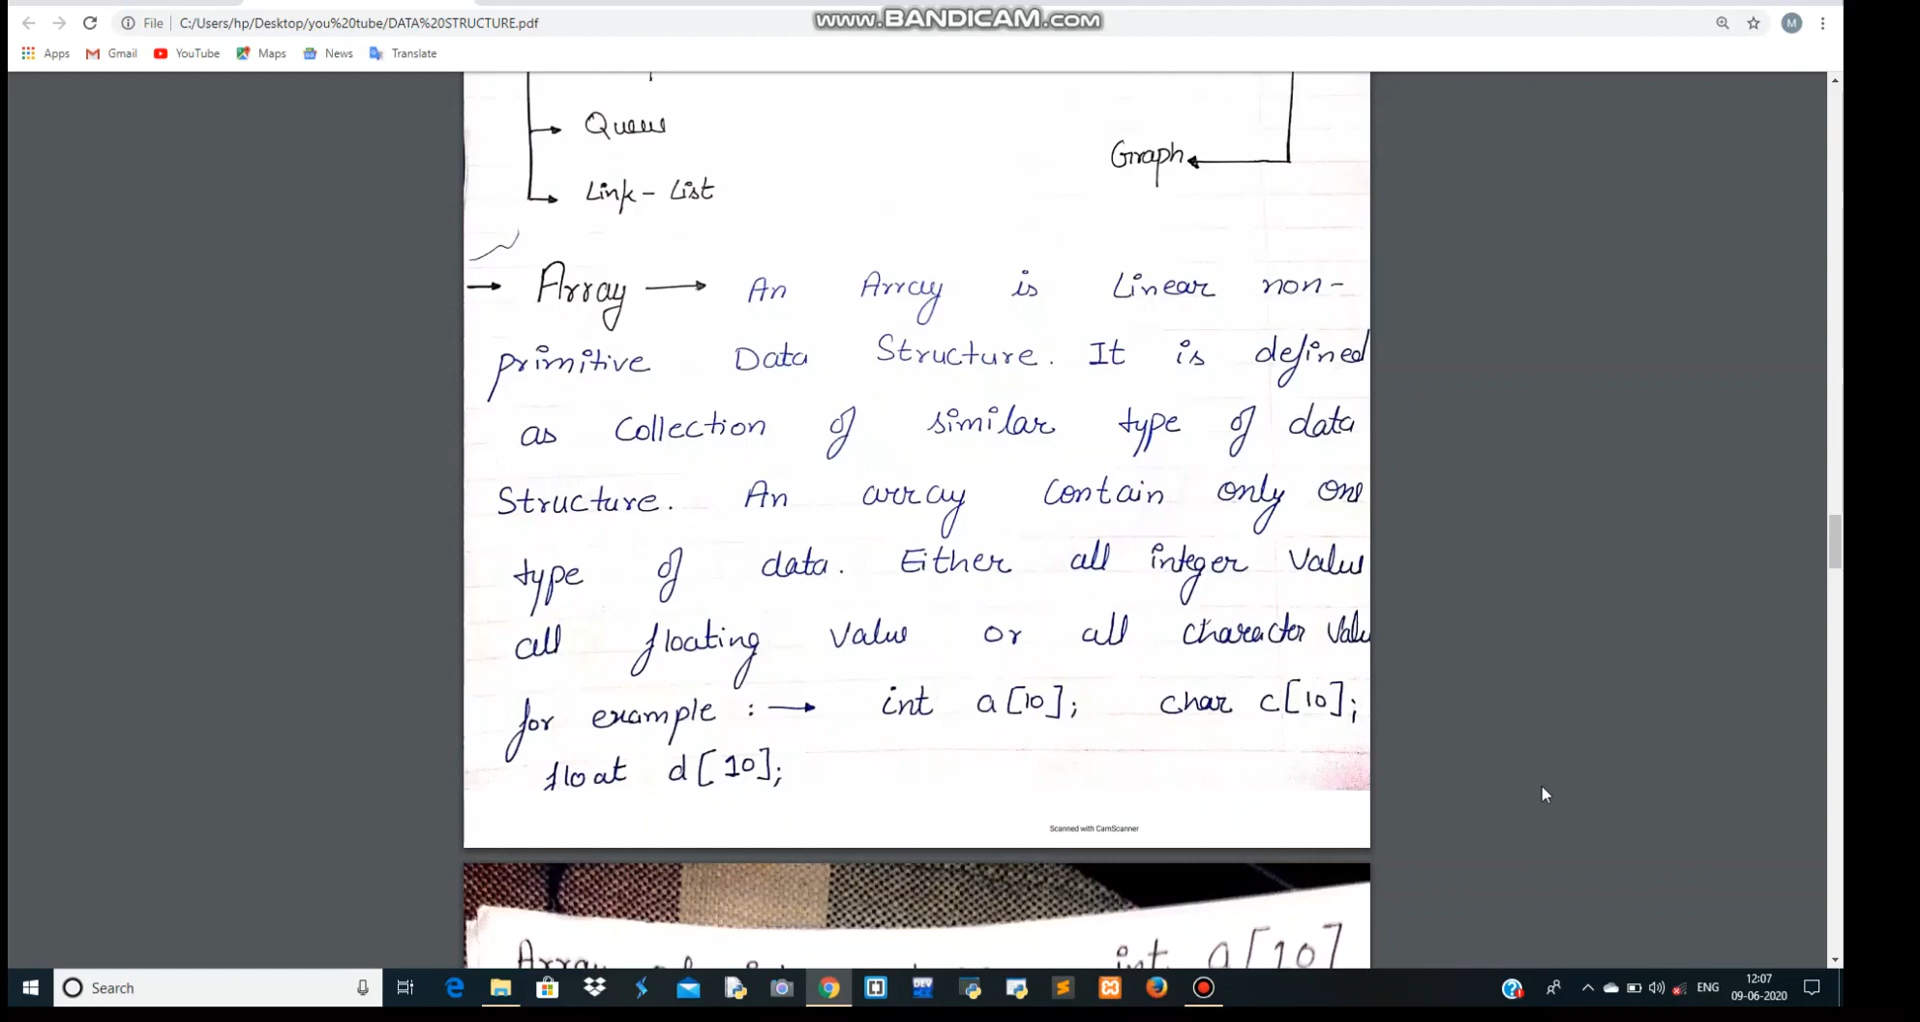 File C:/Users/hp/Desktop/you%20tube/DATA%20STRUCTURE.pdf
www.BANDICAM.com
M
Apps Gmail YouTube Maps News Translate
Queue
Graph
Link - List
Array An Array is Linear non-
primitive Data Structure. It is defined
as Collection of similar type of data
Structure. An array Contain only one
type of data. Either all integer Value
all floating Value or all character Valu
for example : int a[10]; char c[10];
float d[10];
Scanned with CamScanner
Array int a[10]
Search
DEV
ENG
12:07
09-06-2020